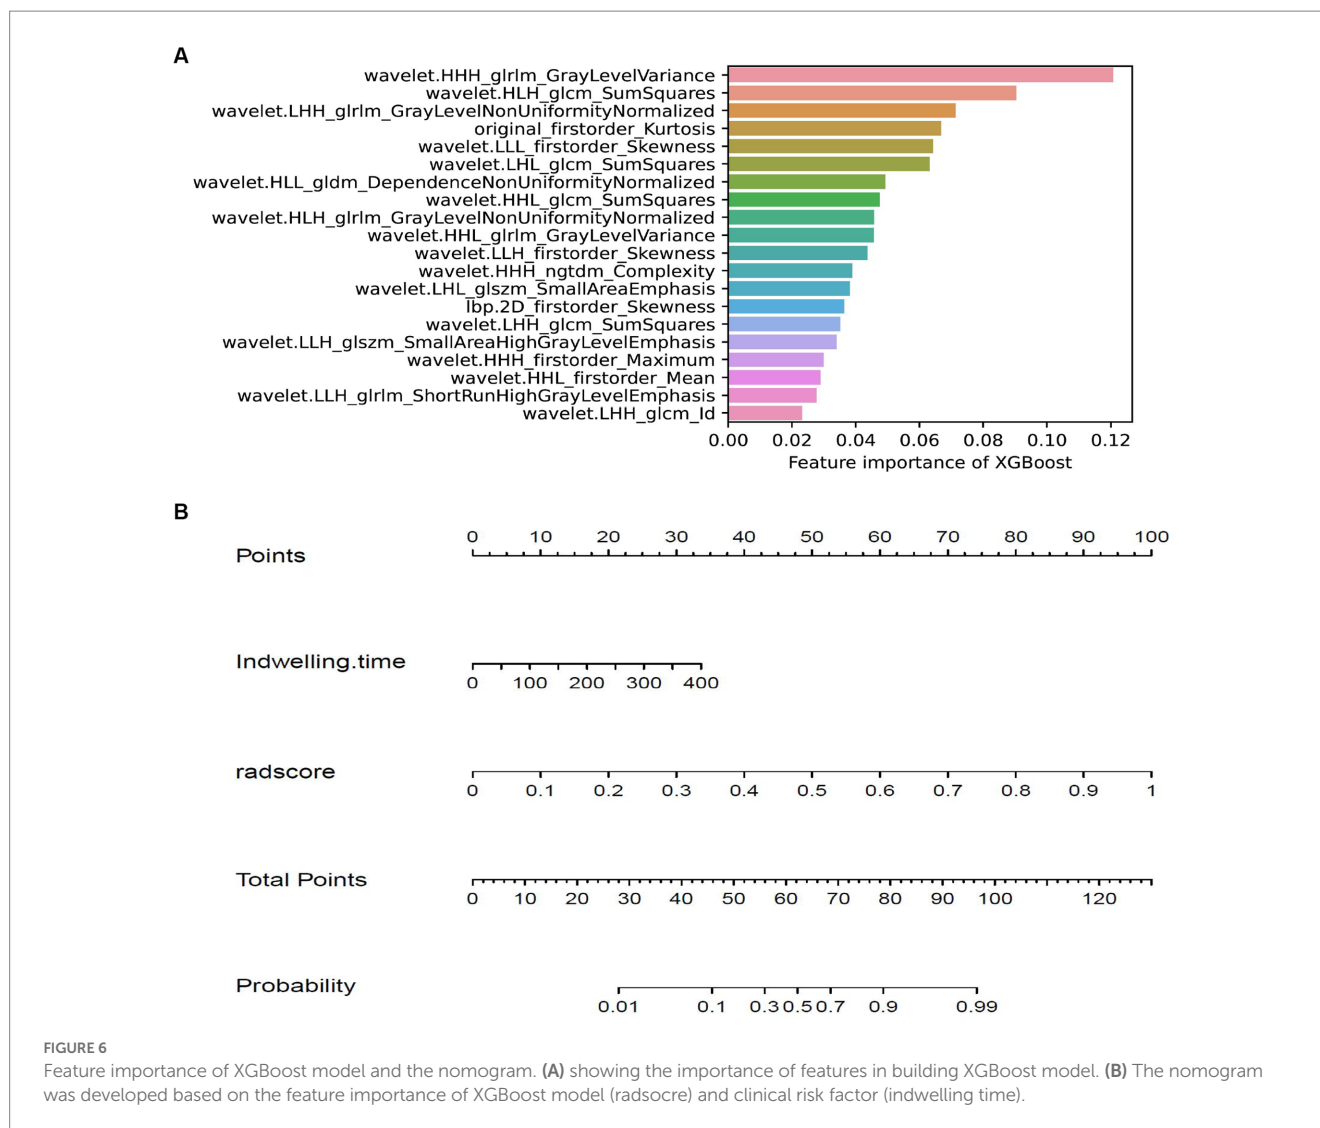 A
wavelet.HHH_glrlm_GrayLevelVariance
wavelet.HLH_glcm_SumSquares
wavelet.LHH_glrlm_GrayLevelNonUniformityNormalized
original_firstorder_Kurtosis
wavelet.LLL_firstorder_Skewness
wavelet.LHL_glcm_SumSquares
wavelet.HLL_gldm_DependenceNonUniformityNormalized
wavelet.HHL_glcm_SumSquares
wavelet.HLH_glrlm_GrayLevelNonUniformityNormalized
wavelet.HHL_glrlm_GrayLevelVariance
wavelet.LLH_firstorder_Skewness
wavelet.HHH_ngtdm_Complexity
wavelet.LHL_glszm_SmallAreaEmphasis
lbp.2D_firstorder_Skewness
wavelet.LHH_glcm_SumSquares
wavelet.LLH_glszm_SmallAreaHighGrayLevelEmphasis
wavelet.HHH_firstorder_Maximum
wavelet.HHL_firstorder_Mean
wavelet.LLH_glrlm_ShortRunHighGrayLevelEmphasis
wavelet.LHH_glcm_Id
0.00 0.02 0.04 0.06 0.08 0.10 0.12
Feature importance of XGBoost
B
0 10 20 30 40 50 60 70 80 90 100
Points
Indwelling.time
0 100 200 300 400
radscore
0 0.1 0.2 0.3 0.4 0.5 0.6 0.7 0.8 0.9 1
Total Points
0 10 20 30 40 50 60 70 80 90 100 120
Probability
0.01 0.1 0.3 0.5 0.7 0.9 0.99
FIGURE 6
Feature importance of XGBoost model and the nomogram. (A) showing the importance of features in building XGBoost model. (B) The nomogram
was developed based on the feature importance of XGBoost model (radsocre) and clinical risk factor (indwelling time).